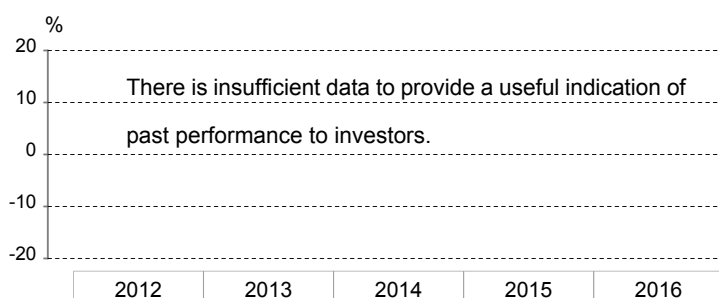 %
20
There is insufficient data to provide a useful indication of
10
past performance to investors.
0
-10
-20
2012 2013 2014 2015 2016